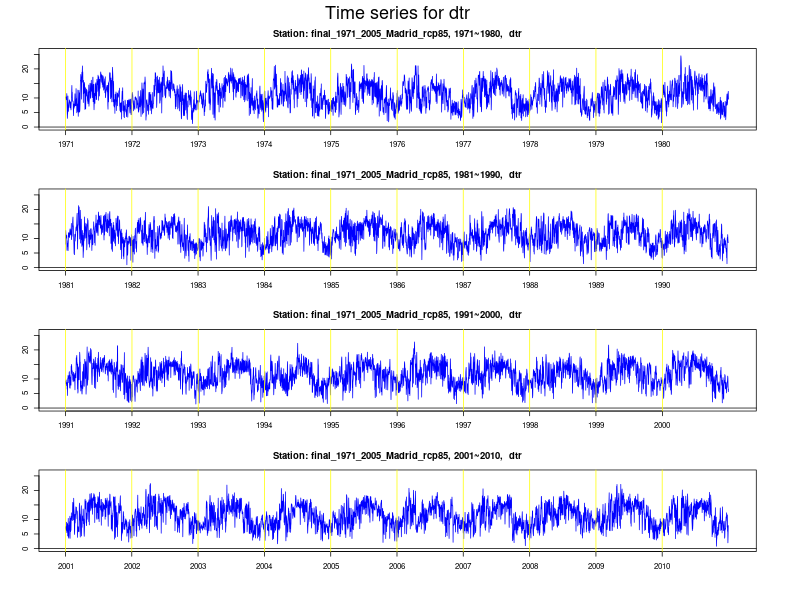 Time series for dtr
Station: final_1971_2005_Madrid_rcp85, 1971~1980, dtr
20
10
5
0
1971 1972 1973 1974 1975 1976 1977 1978 1979 1980
Station: final_1971_2005_Madrid_rcp85, 1981~1990, dtr
20
10
5
0
1981 1982 1983 1984 1985 1986 1987 1988 1989 1990
Station: final_1971_2005_Madrid_rcp85, 1991~2000, dtr
20
10
5
0
1991 1992 1993 1994 1995 1996 1997 1998 1999 2000
Station: final_1971_2005_Madrid_rcp85, 2001~2010, dtr
20
10
5
0
2001 2002 2003 2004 2005 2006 2007 2008 2009 2010